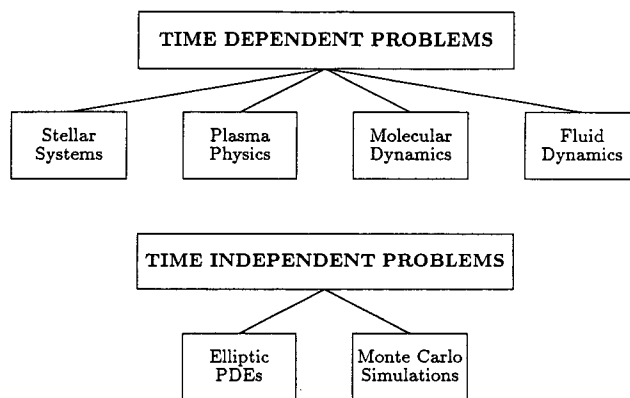 TIME DEPENDENT PROBLEMS
Stellar
Systems
Plasma
Physics
Molecular
Dynamics
Fluid
Dynamics
TIME INDEPENDENT PROBLEMS
Elliptic
PDEs
Monte Carlo
Simulations